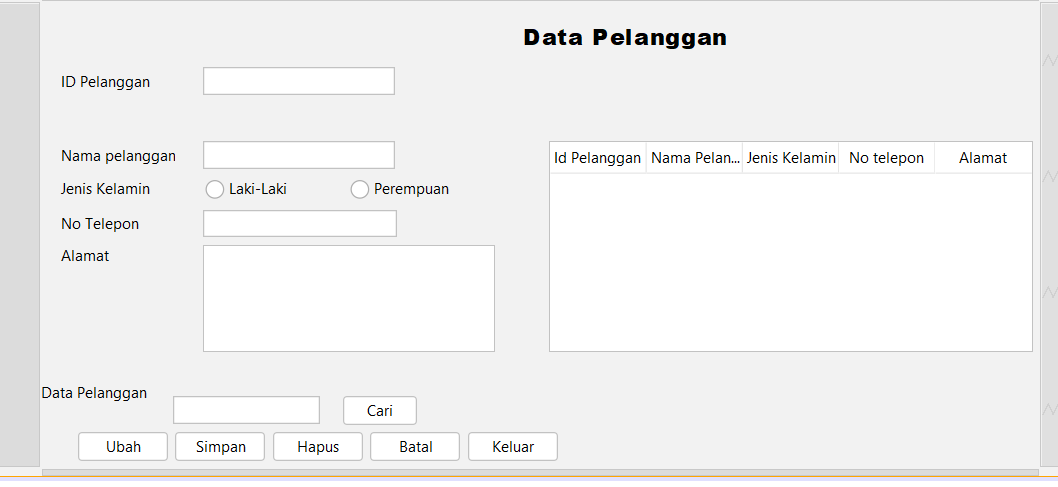 Data Pelanggan
ID Pelanggan
Nama pelanggan
Jenis Kelamin Laki-Laki Perempuan
No Telepon
Alamat
Id Pelanggan Nama Pelan... Jenis Kelamin No telepon Alamat
Data Pelanggan
Cari
Ubah Simpan Hapus Batal Keluar